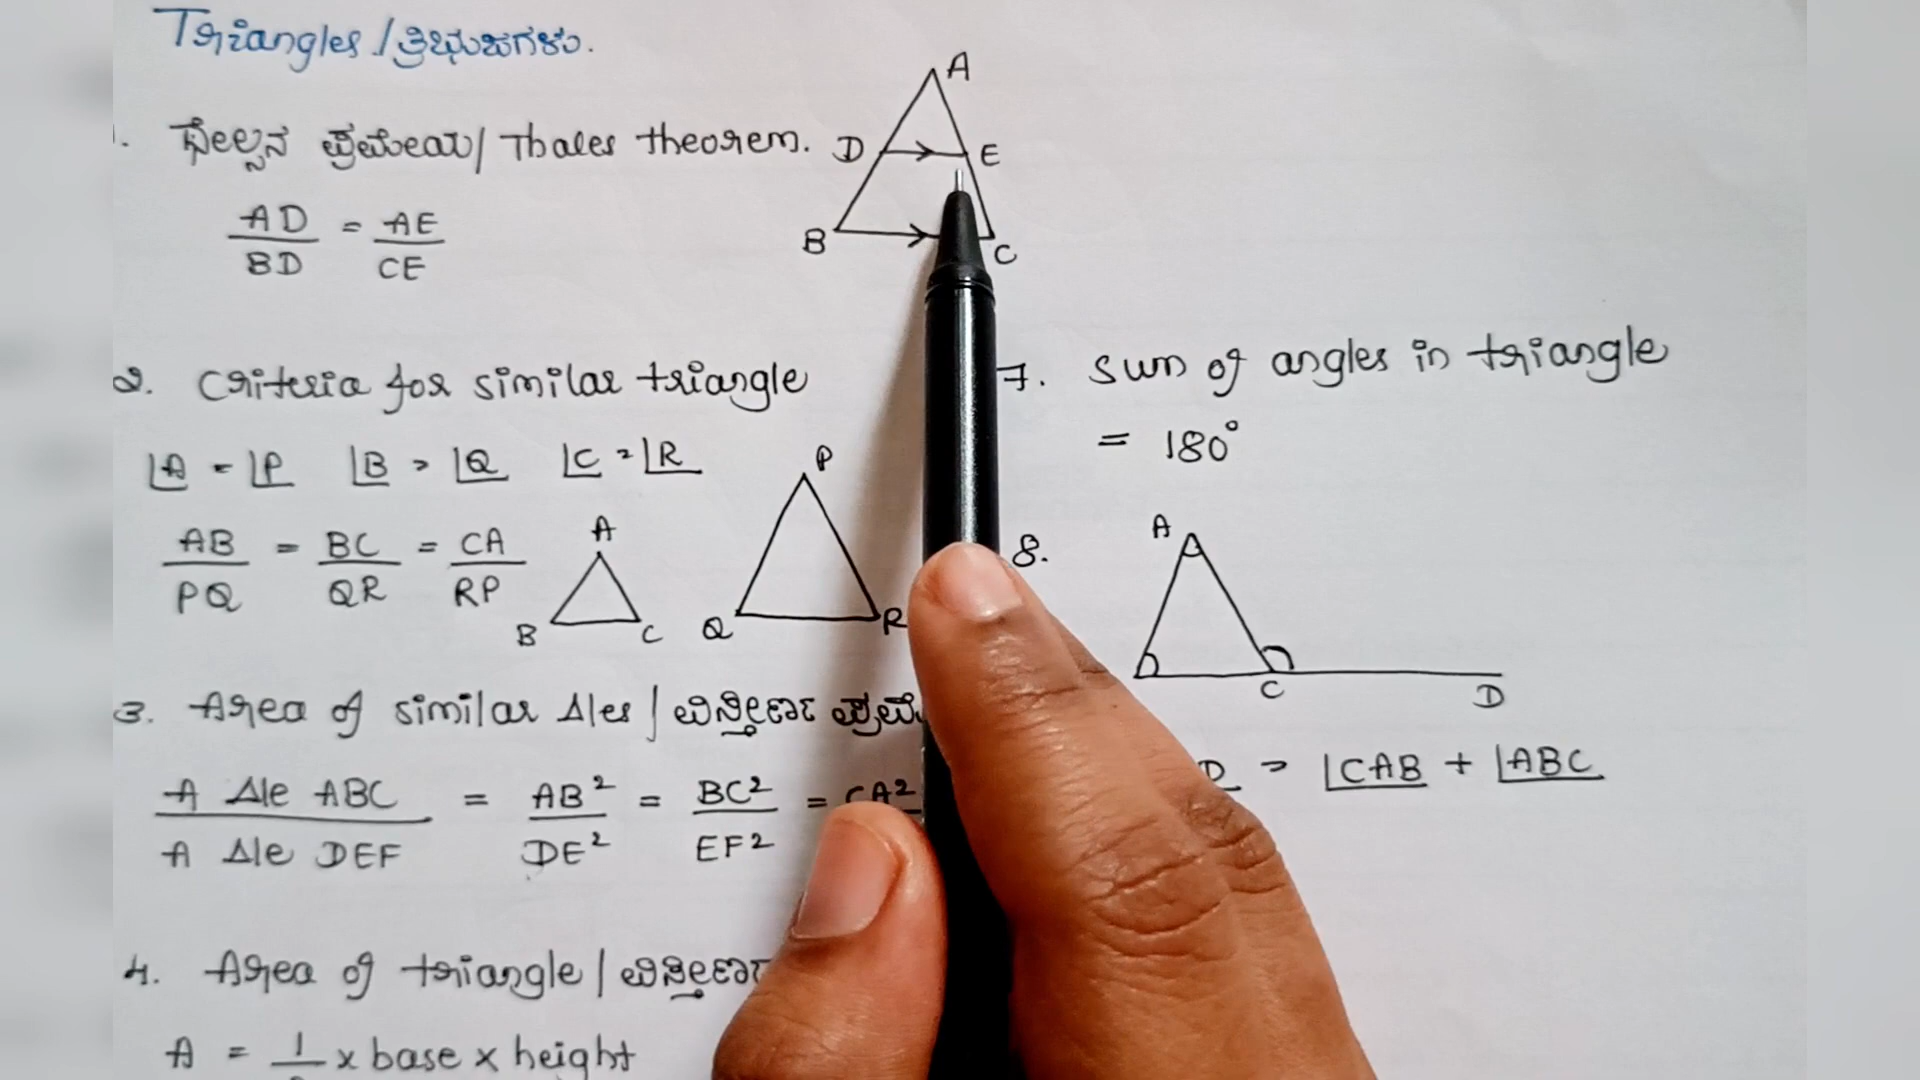 Triangles / ತ್ರಿಭುಜಗಳು.
ಥೇಲ್ಸನ ಪ್ರಮೇಯ / Thales theorem.
A
D E
B C
AD/BD = AE/CE
2. Criteria for similar triangle
∠A = ∠P ∠B = ∠Q ∠C = ∠R
AB/PQ = BC/QR = CA/RP
A
B C
P
Q R
3. Area of similar Δles / ವಿಸ್ತೀರ್ಣ
A Δle ABC / A Δle DEF = AB²/DE² = BC²/EF² = CA²
4. Area of triangle / ವಿಸ್ತೀರ್ಣ
A = 1 x base x height
7. Sum of angles in triangle
= 180°
8.
A
C D
D = ∠CAB + ∠ABC